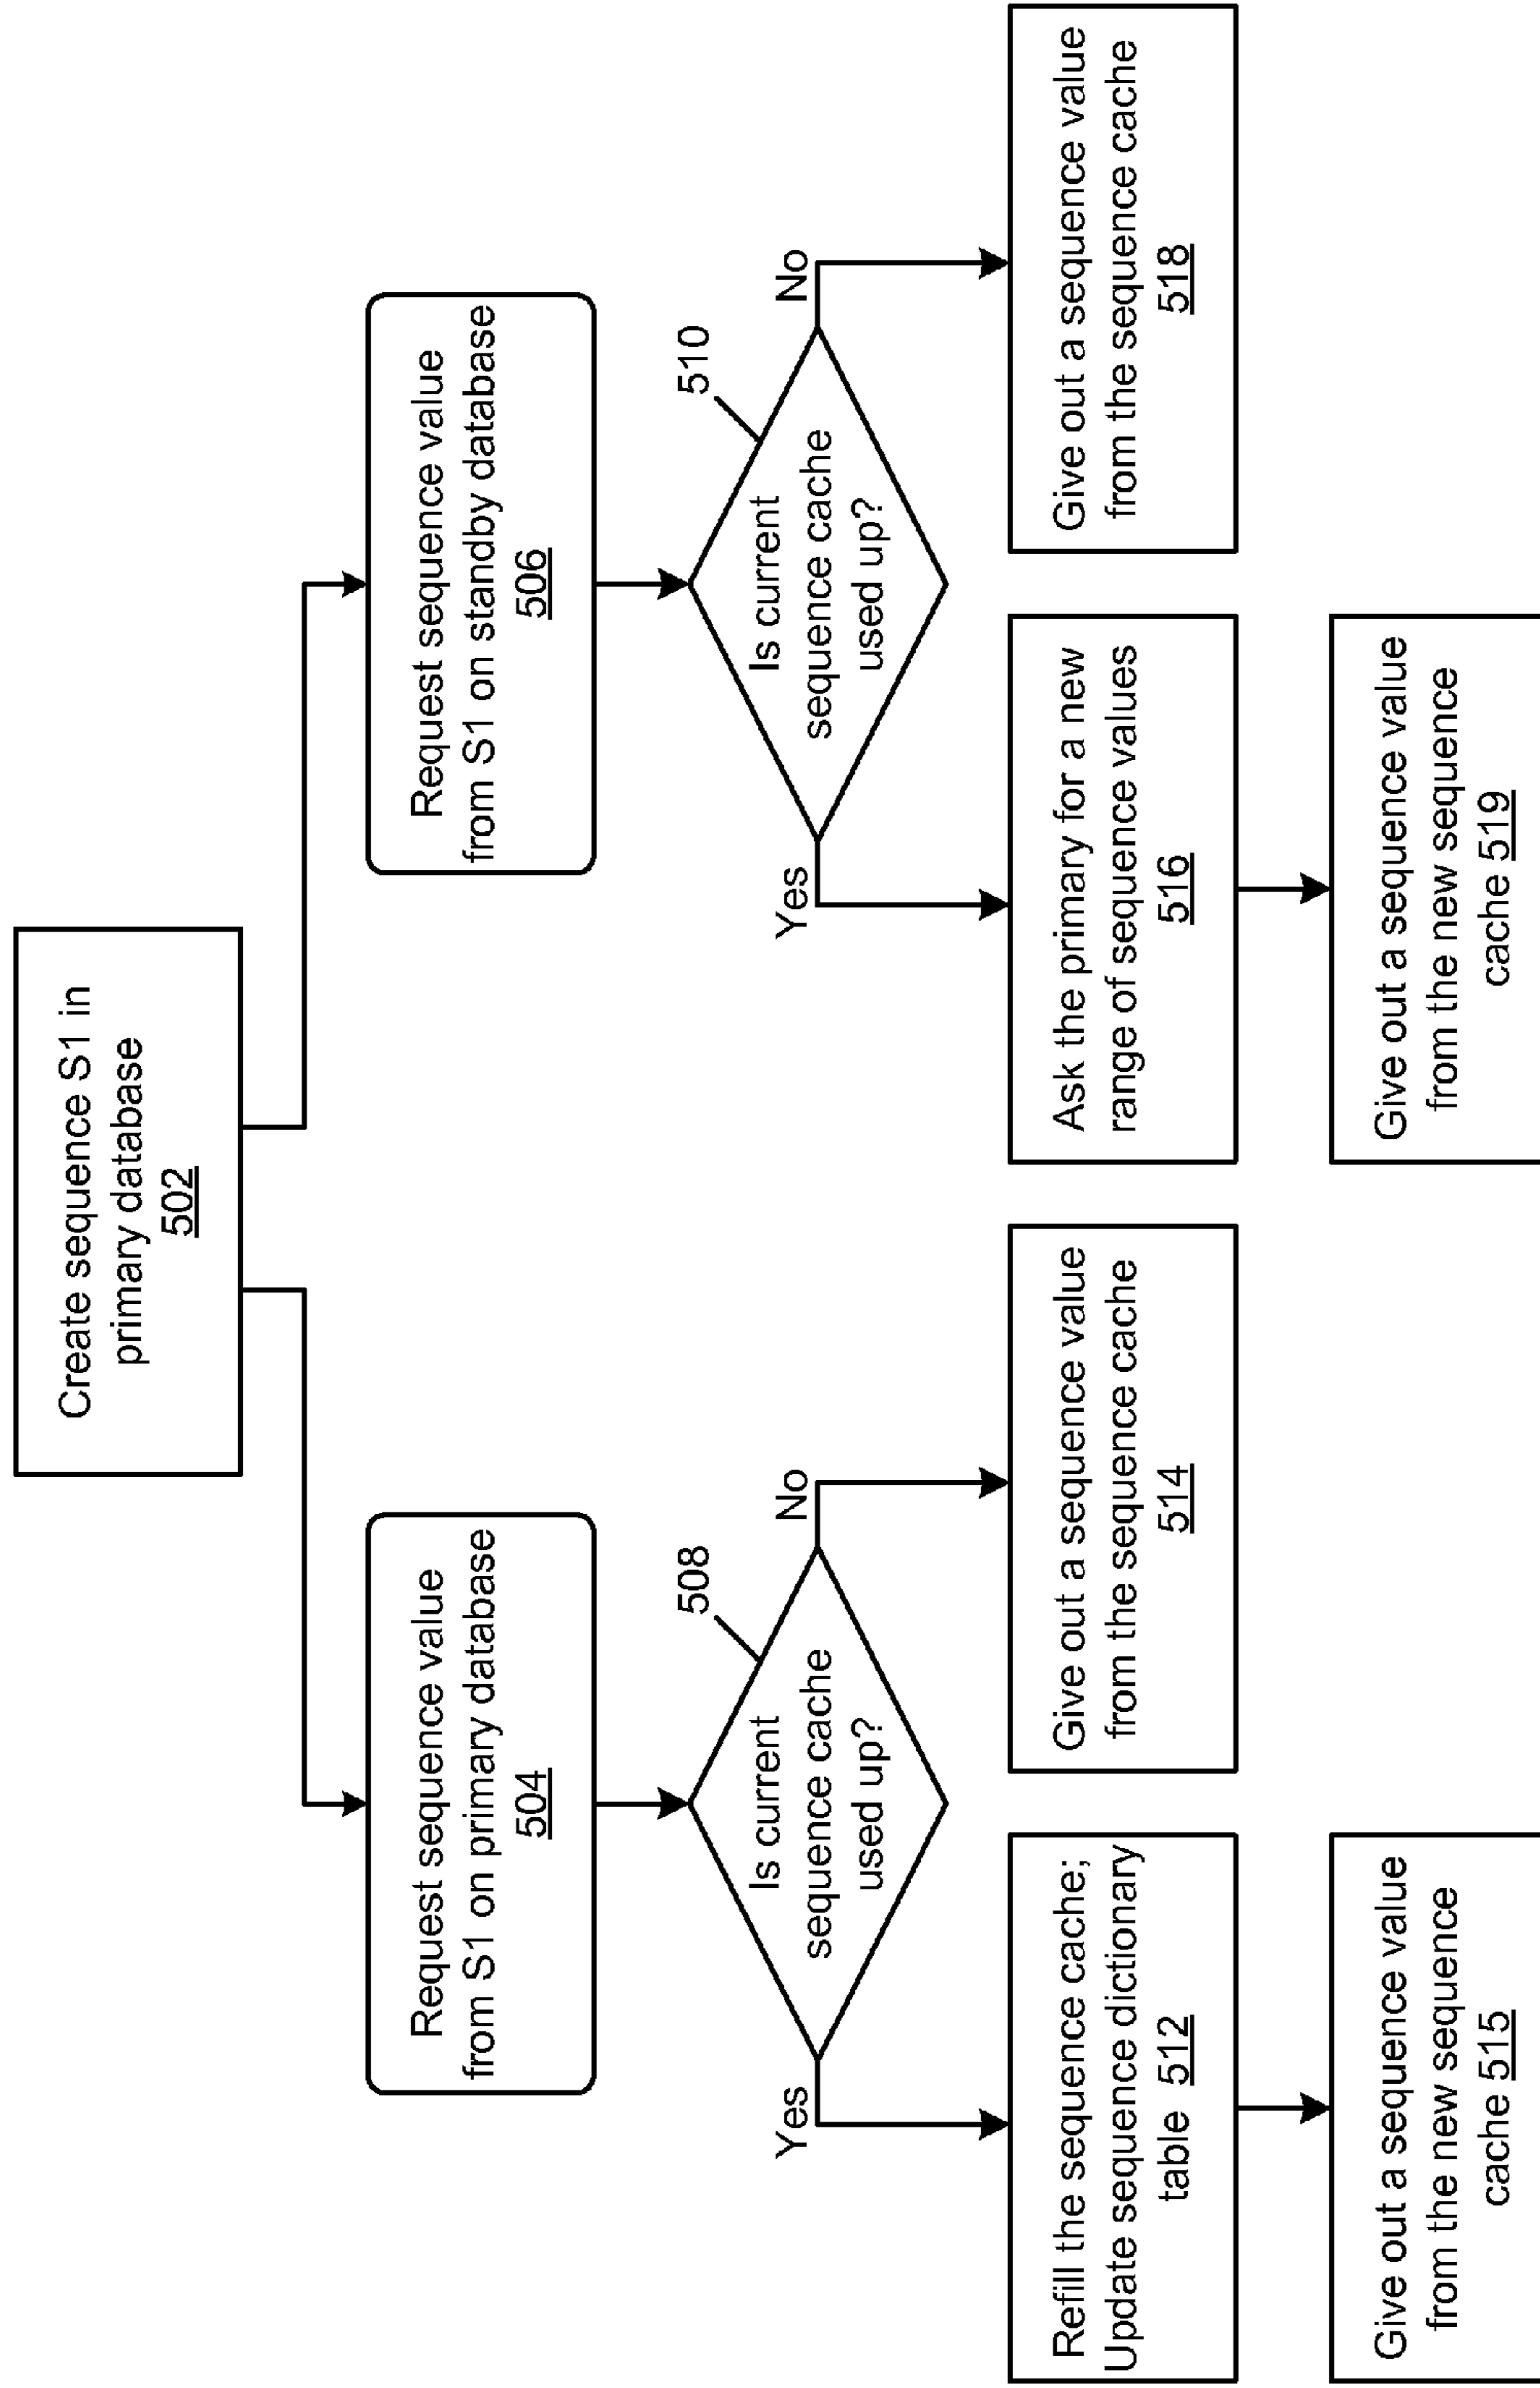 Create sequence S1 in
primary database
502
Request sequence value
from S1 on primary database
504
Request sequence value
from S1 on standby database
506
508
Is current
sequence cache
used up?
Yes
No
510
Is current
sequence cache
used up?
Yes
No
Refill the sequence cache;
Update sequence dictionary
table 512
Give out a sequence value
from the sequence cache
514
Ask the primary for a new
range of sequence values
516
Give out a sequence value
from the sequence cache
518
Give out a sequence value
from the new sequence
cache 515
Give out a sequence value
from the new sequence
cache 519